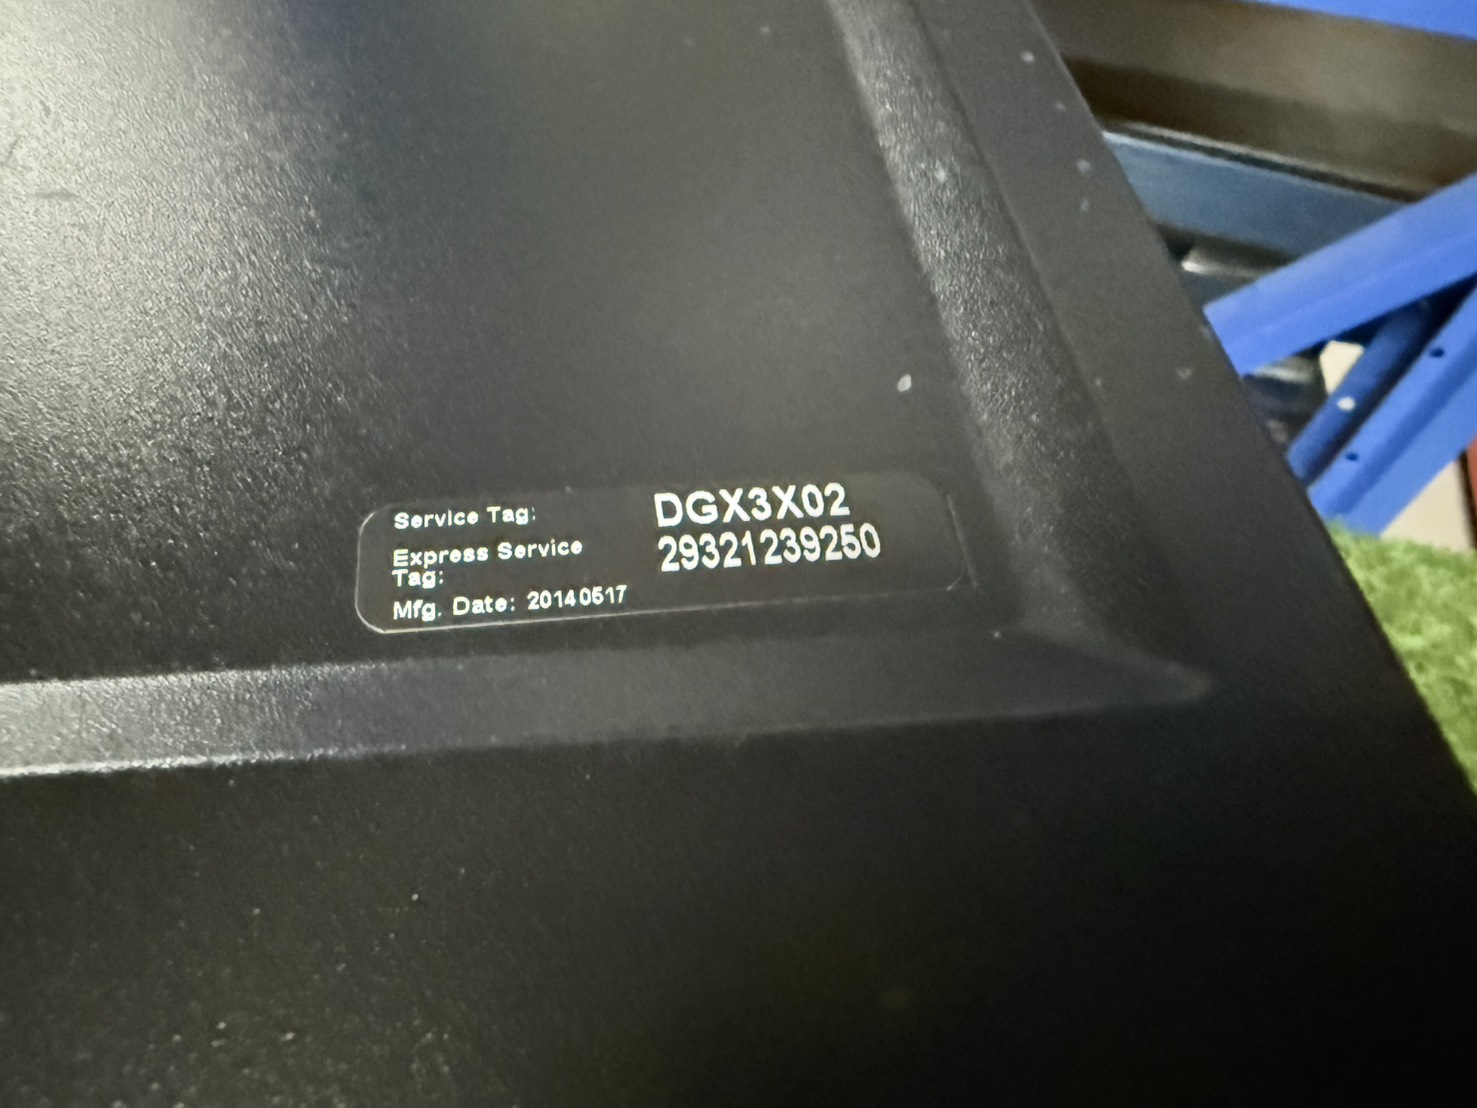 Service Tag: DGX3X02
Express Service Tag: 29321239250
Mfg. Date: 20140517